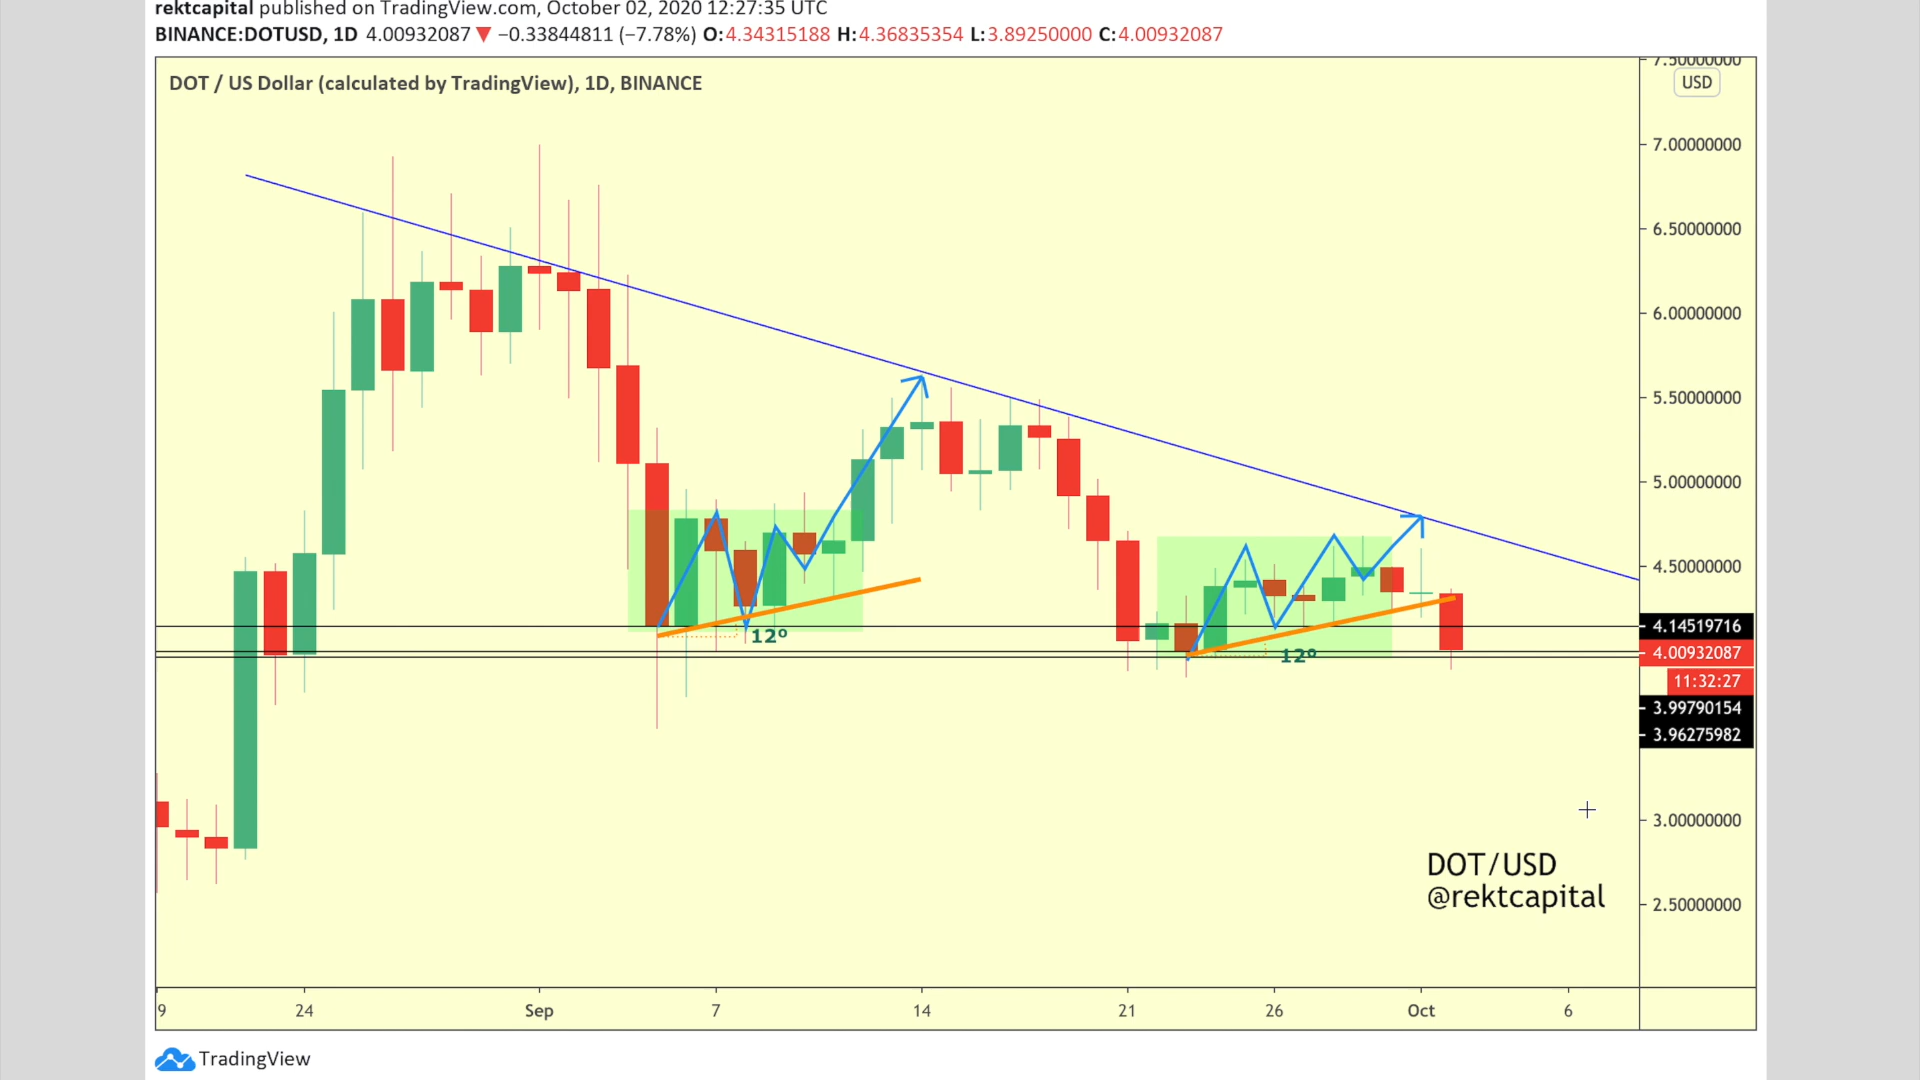 rektcapital published on TradingView.com, October 02, 2020 12:27:35 UTC
BINANCE:DOTUSD, 1D 4.00932087 ▼ −0.33844811 (−7.78%) O:4.34315188 H:4.36835354 L:3.89250000 C:4.00932087
DOT / US Dollar (calculated by TradingView), 1D, BINANCE
7.50000000
USD
7.00000000
6.50000000
6.00000000
5.50000000
5.00000000
4.50000000
4.14519716
4.00932087
11:32:27
3.99790154
3.96275982
3.00000000
2.50000000
12º
12º
DOT/USD
@rektcapital
9 24 Sep 7 14 21 26 Oct 6
TradingView